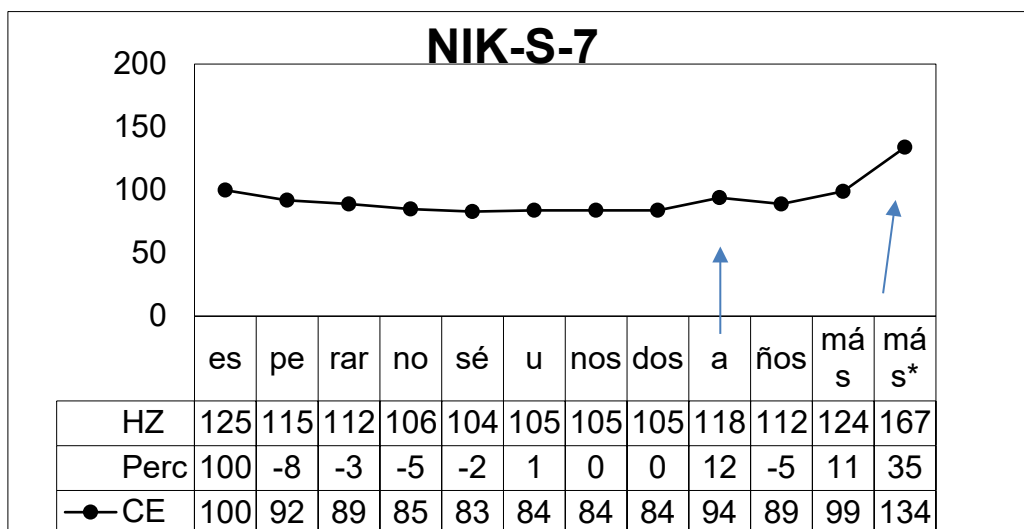 NIK-S-7
200
150
100
50
0
es pe rar no sé u nos dos a ños má s má s*
HZ 125 115 112 106 104 105 105 105 118 112 124 167
Perc 100 -8 -3 -5 -2 1 0 0 12 -5 11 35
CE 100 92 89 85 83 84 84 84 94 89 99 134